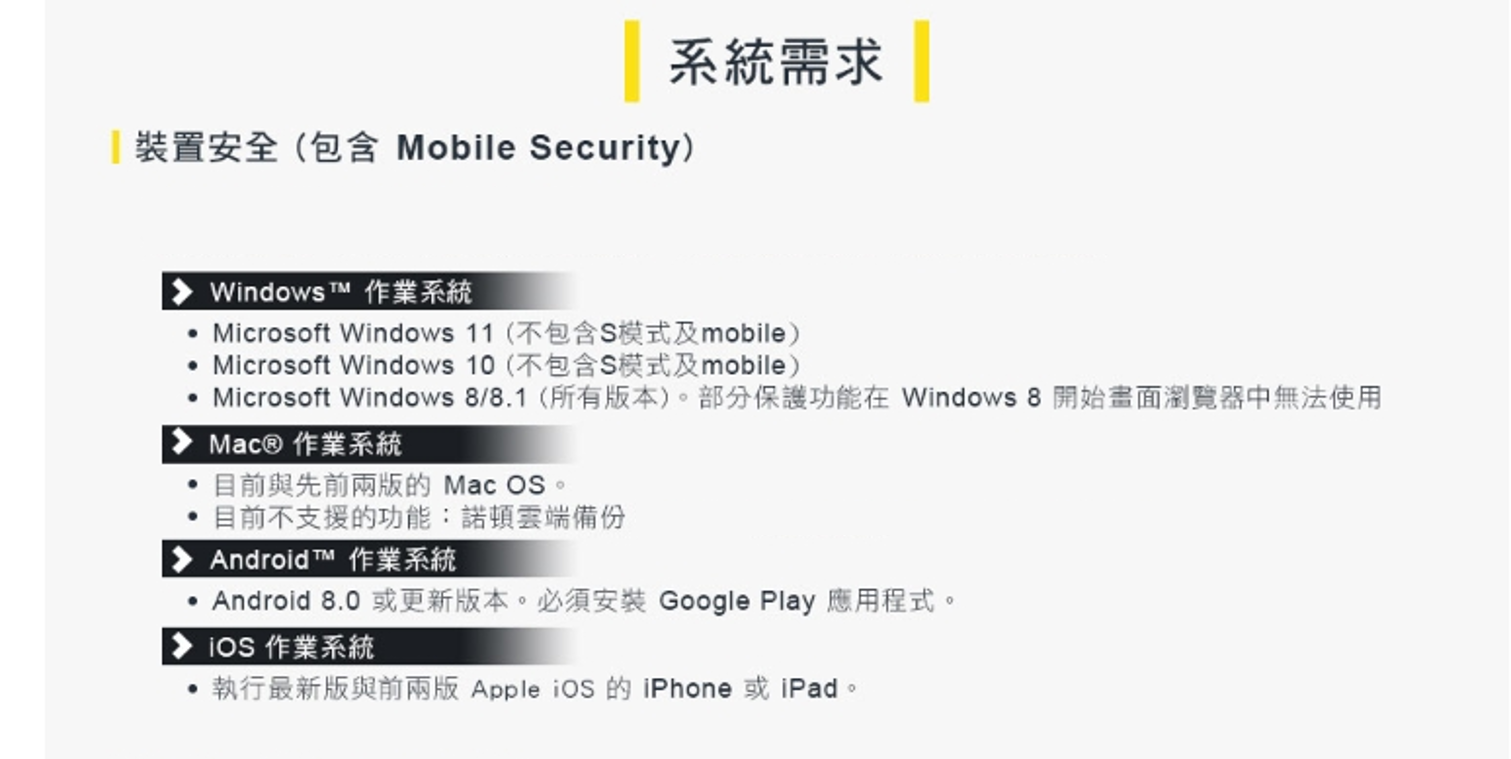 系統需求
裝置安全 (包含 Mobile Security)
Windows™ 作業系統
• Microsoft Windows 11 (不包含S模式及mobile)
• Microsoft Windows 10 (不包含S模式及mobile)
• Microsoft Windows 8/8.1 (所有版本)。部分保護功能在 Windows 8 開始畫面瀏覽器中無法使用
Mac® 作業系統
• 目前與先前兩版的 Mac OS。
• 目前不支援的功能：諾頓雲端備份
Android™ 作業系統
• Android 8.0 或更新版本。必須安裝 Google Play 應用程式。
iOS 作業系統
• 執行最新版與前兩版 Apple iOS 的 iPhone 或 iPad。